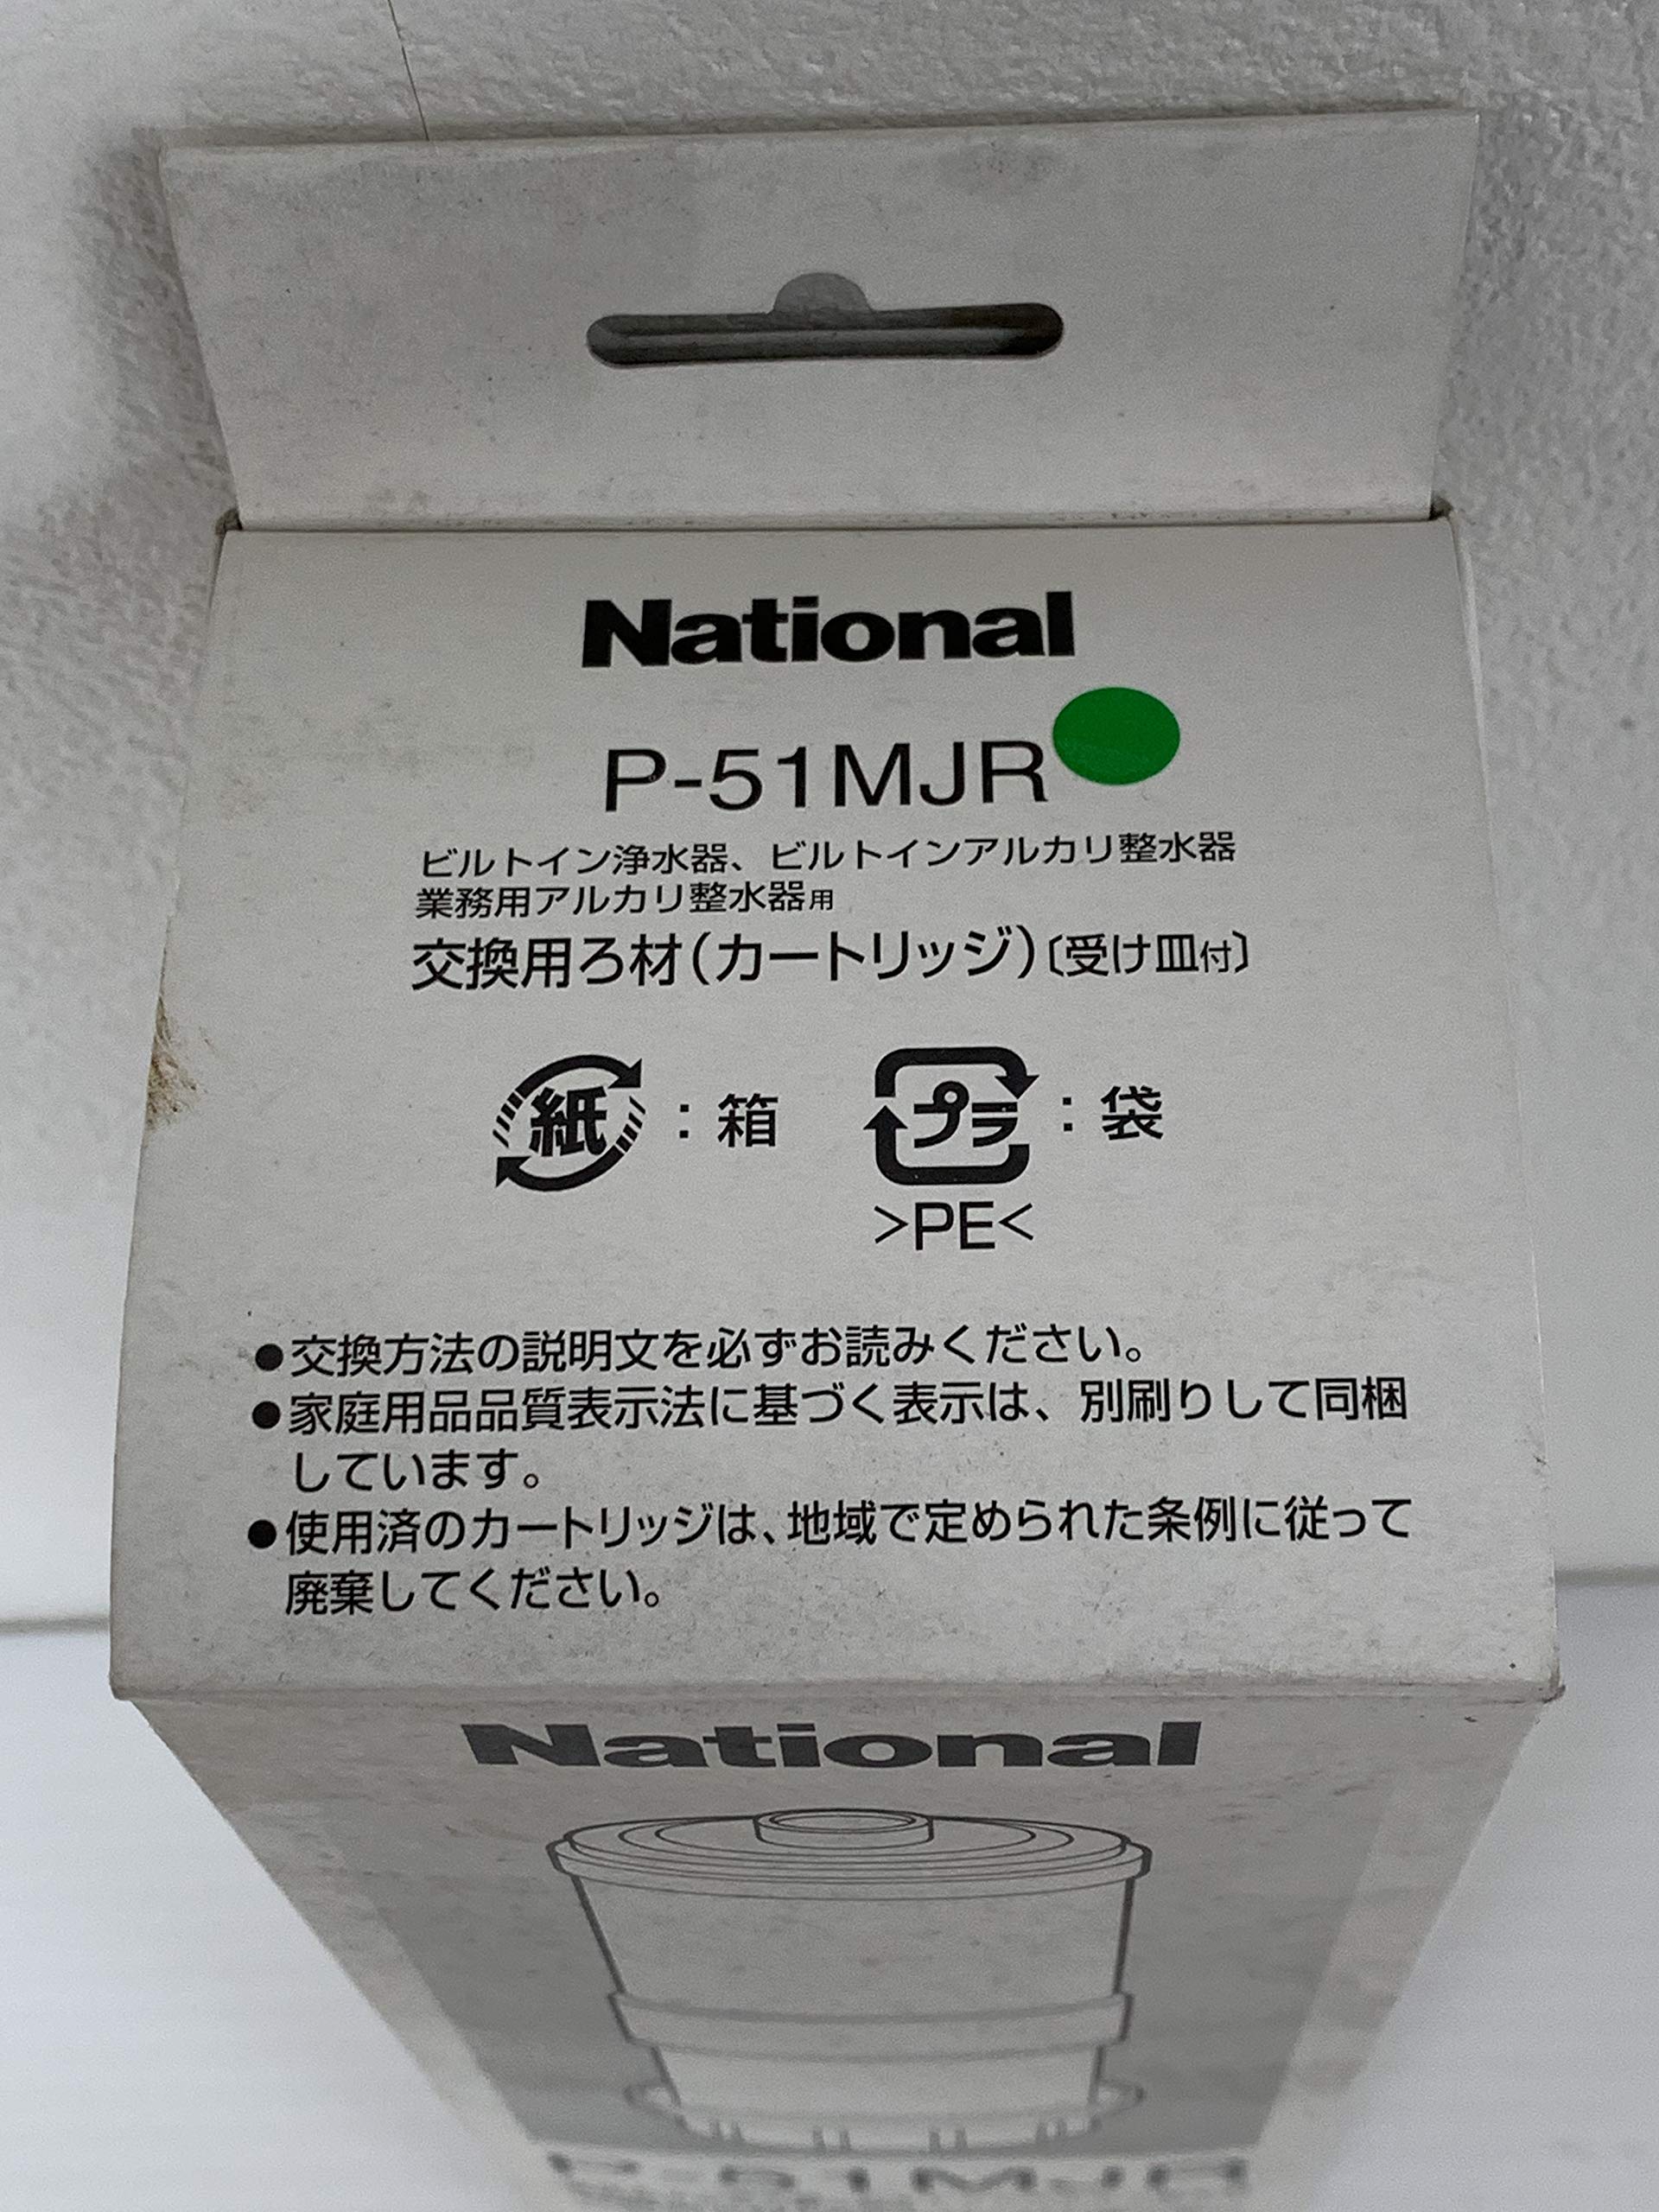 National
P-51MJR
ビルトイン浄水器、ビルトインアルカリ整水器
業務用アルカリ整水器用
交換用ろ材(カートリッジ)〔受け皿付〕
紙:箱 プラ:袋
>PE<
●交換方法の説明文を必ずお読みください。
●家庭用品品質表示法に基づく表示は、別刷りして同梱
しています。
●使用済のカートリッジは、地域で定められた条例に従って
廃棄してください。
National
P-51MJR